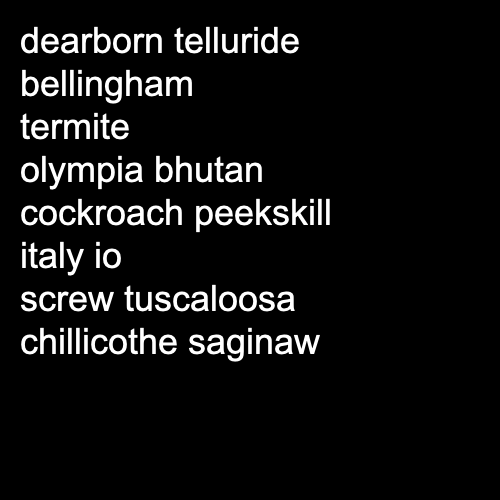 dearborn telluride
bellingham
termite
olympia bhutan
cockroach peekskill
italy io
screw tuscaloosa
chillicothe saginaw